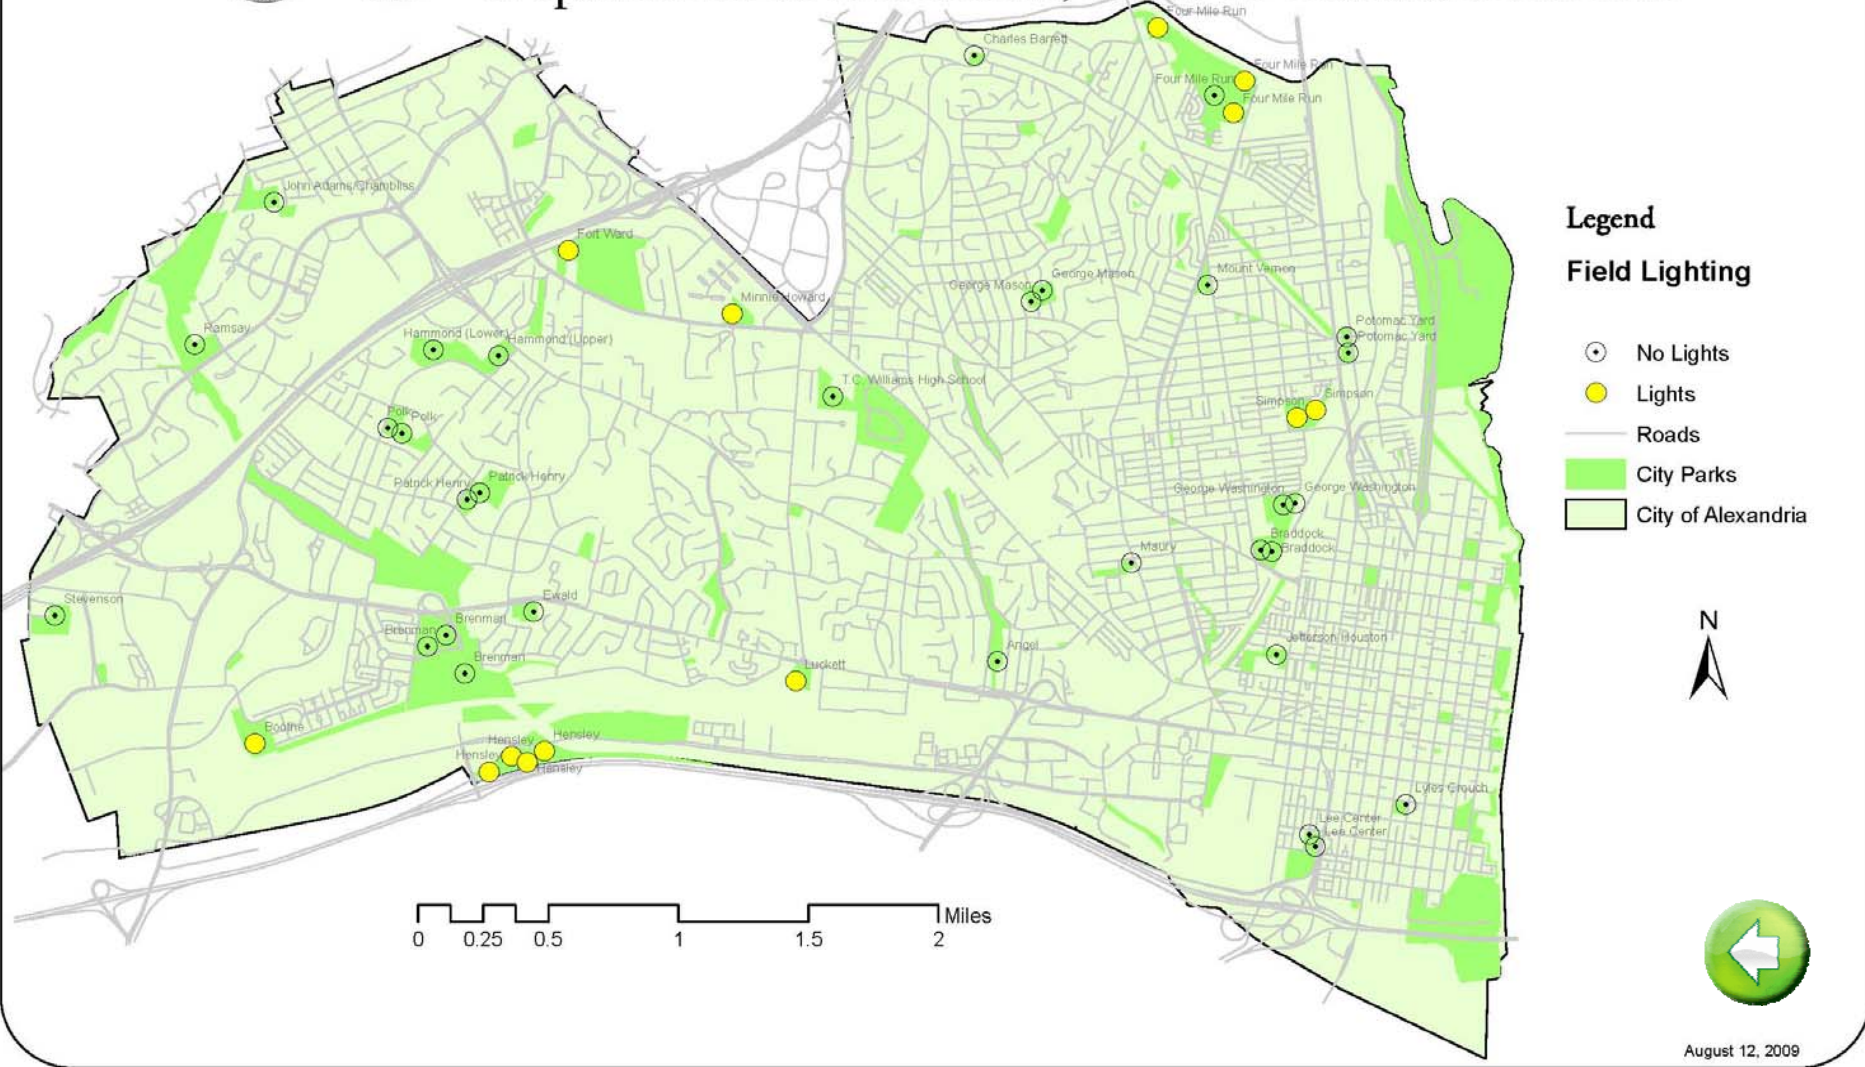 Four Mile Run
Charles Barrett
Four Mile Run
Four Mile Run
Four Mile Run
John Adams/Chambliss
Fort Ward
George Mason
George Mason
Mount Vernon
Minnie Howard
Ramsay
Hammond (Lower)
Hammond (Upper)
Potomac Yard
Potomac Yard
T.C. Williams High School
Simpson
Simpson
Polk
Polk
Patrick Henry
Patrick Henry
George Washington
George Washington
Braddock
Braddock
Maury
Stevenson
Ewald
Brenman
Brenman
Brenman
Jefferson Houston
Angel
Luckett
Boothe
Hensley
Hensley
Hensley
Hensley
Lyles Crouch
Lee Center
Lee Center
Legend
Field Lighting
No Lights
Lights
Roads
City Parks
City of Alexandria
N
Miles
0 0.25 0.5 1 1.5 2
August 12, 2009